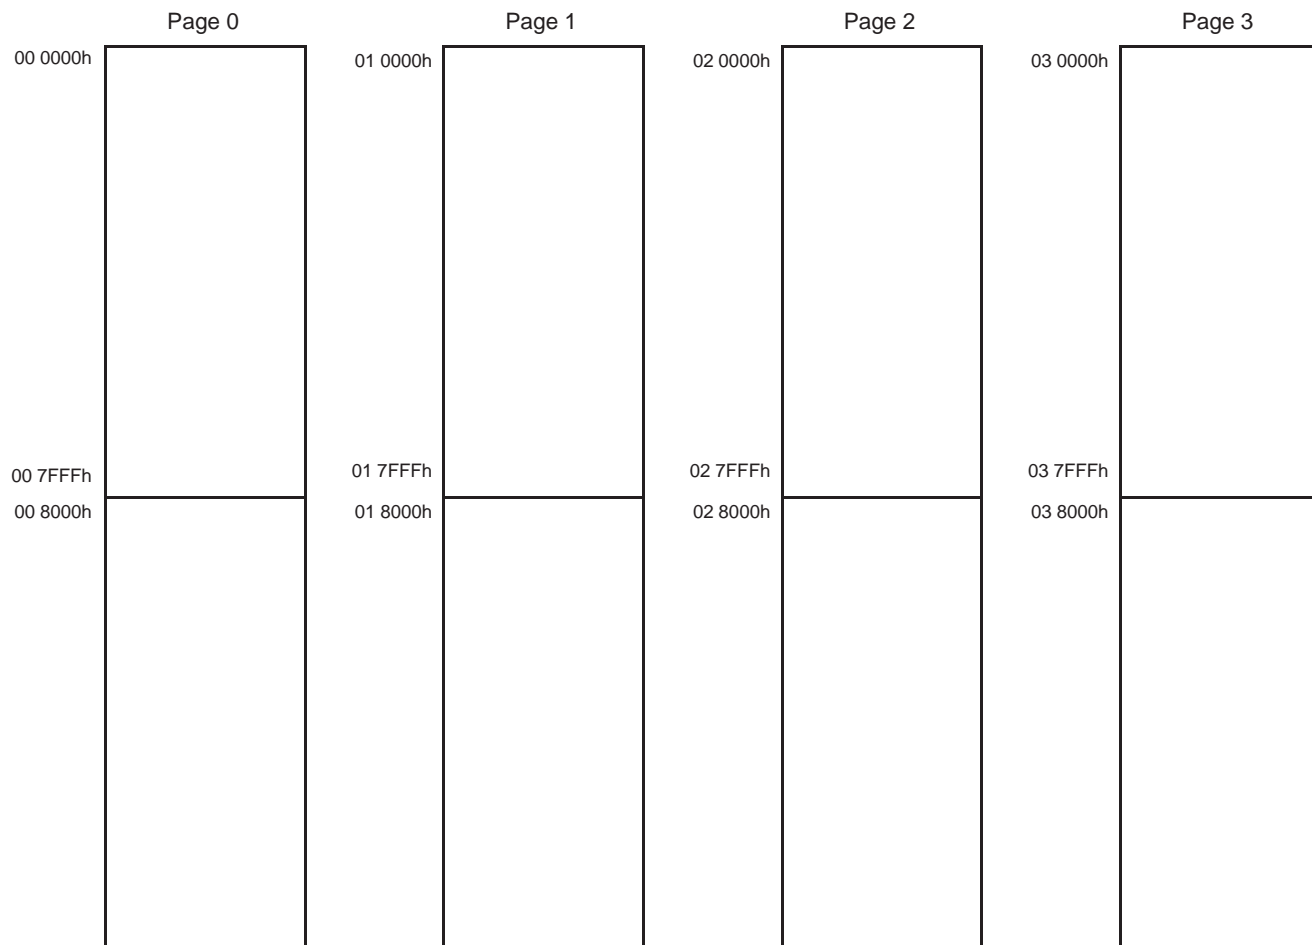 Page 0
Page 1
Page 2
Page 3
00 0000h
01 0000h
02 0000h
03 0000h
00 7FFFh
01 7FFFh
02 7FFFh
03 7FFFh
00 8000h
01 8000h
02 8000h
03 8000h